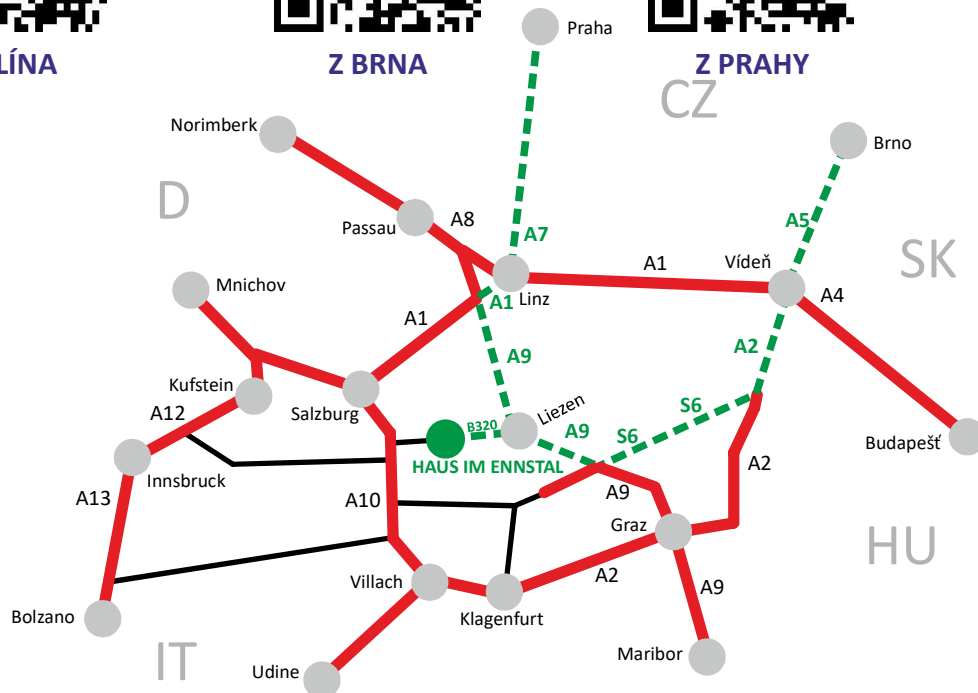 LÍNA
Z BRNA
Z PRAHY
Praha
CZ
Norimberk
Brno
D
Passau
A8
A7
A5
SK
Vídeň
A1
Mnichov
A4
A1
Linz
A1
A9
A2
Kufstein
Salzburg
A12
Liezen
B320
S6
A9
S6
Budapešť
HAUS IM ENNSTAL
Innsbruck
A2
A13
A10
A9
Graz
HU
Villach
A2
A9
Bolzano
Klagenfurt
Maribor
IT
Udine